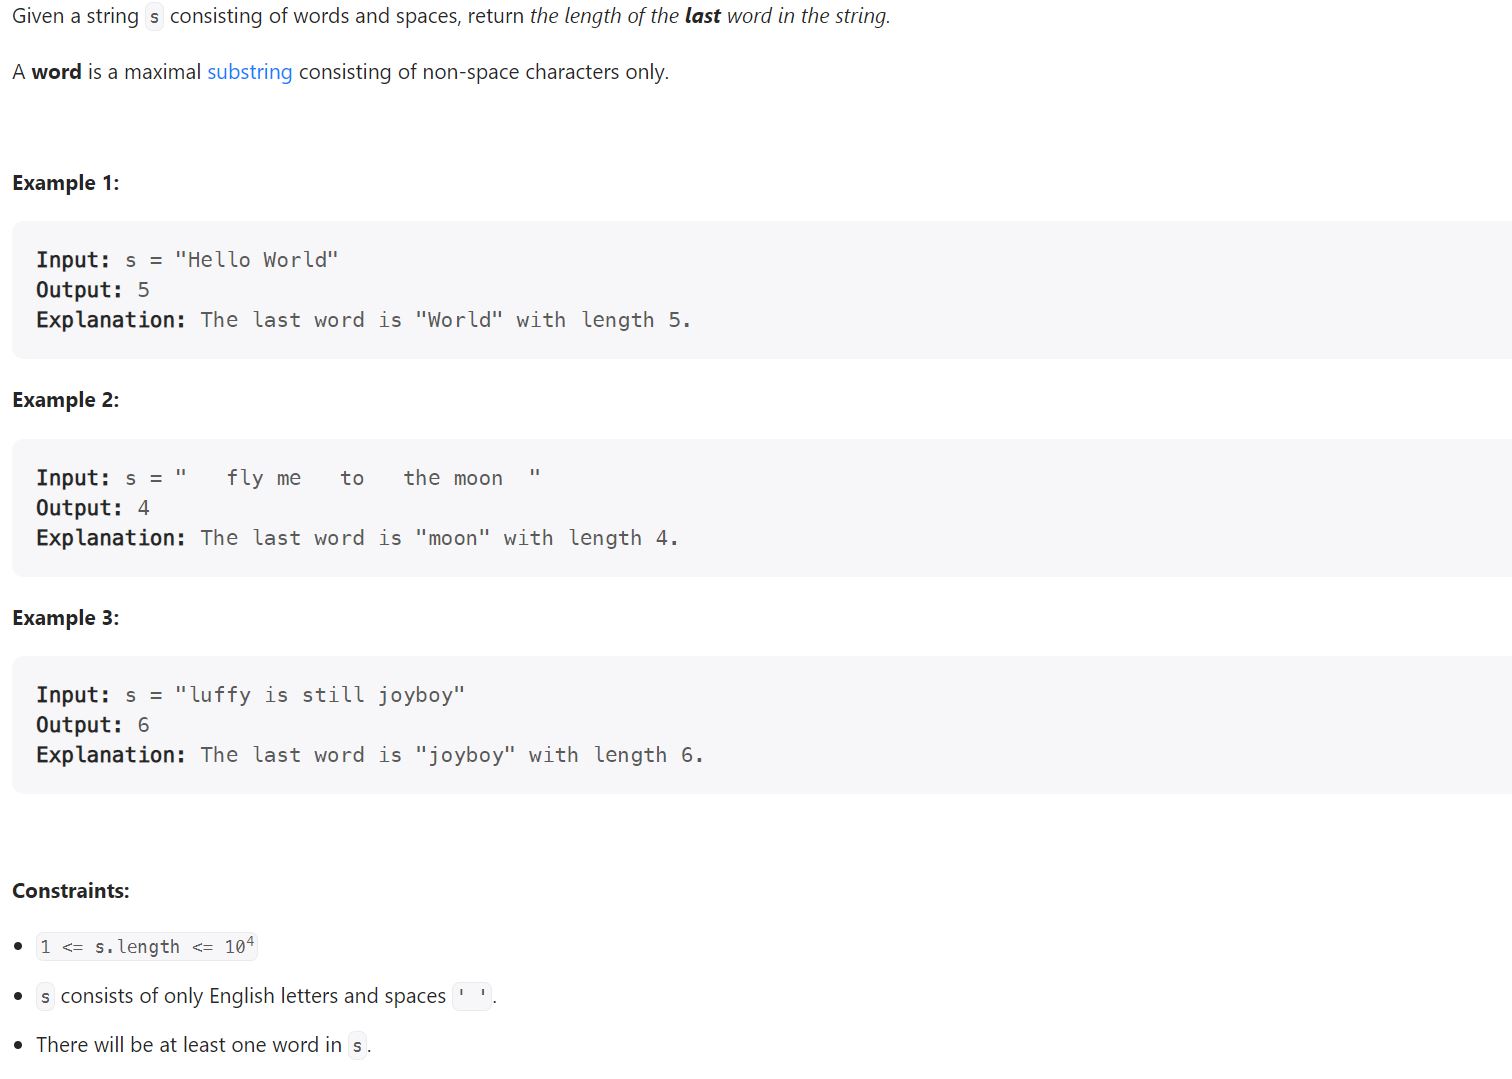 Given a string s consisting of words and spaces, return the length of the last word in the string.
A word is a maximal substring consisting of non-space characters only.
Example 1:
Input: s = "Hello World"
Output: 5
Explanation: The last word is "World" with length 5.
Example 2:
Input: s = "   fly me   to   the moon  "
Output: 4
Explanation: The last word is "moon" with length 4.
Example 3:
Input: s = "luffy is still joyboy"
Output: 6
Explanation: The last word is "joyboy" with length 6.
Constraints:
• 1 <= s.length <= 10⁴
• s consists of only English letters and spaces ' '.
• There will be at least one word in s.